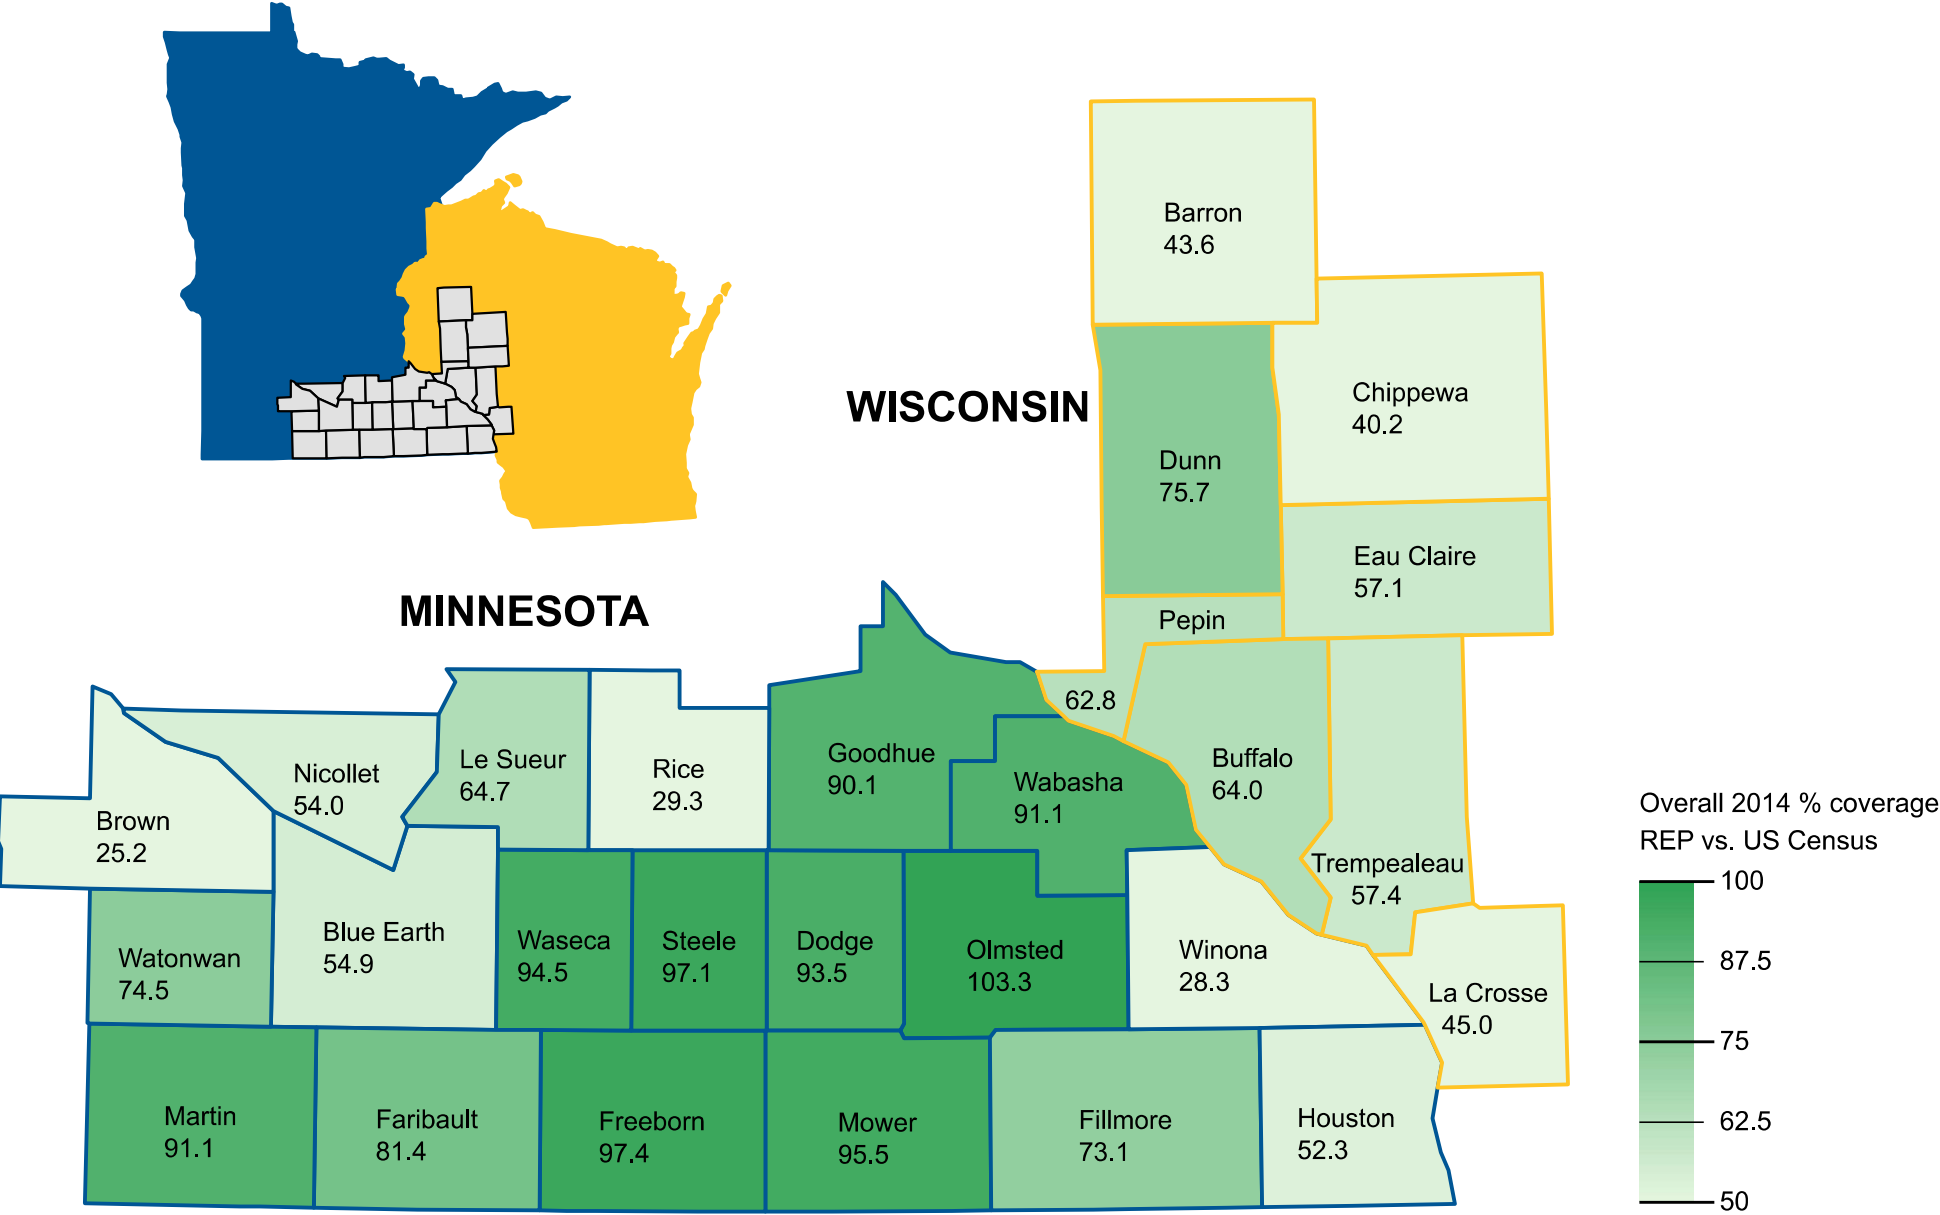 Barron
43.6
Chippewa
40.2
WISCONSIN
Dunn
75.7
Eau Claire
57.1
MINNESOTA
Pepin
62.8
Goodhue
90.1
Le Sueur
64.7
Rice
29.3
Nicollet
54.0
Wabasha
91.1
Buffalo
64.0
Brown
25.2
Trempealeau
57.4
Blue Earth
54.9
Waseca
94.5
Steele
97.1
Dodge
93.5
Olmsted
103.3
Winona
28.3
Watonwan
74.5
La Crosse
45.0
Martin
91.1
Faribault
81.4
Freeborn
97.4
Mower
95.5
Fillmore
73.1
Houston
52.3
Overall 2014 % coverage
REP vs. US Census
100
87.5
75
62.5
50